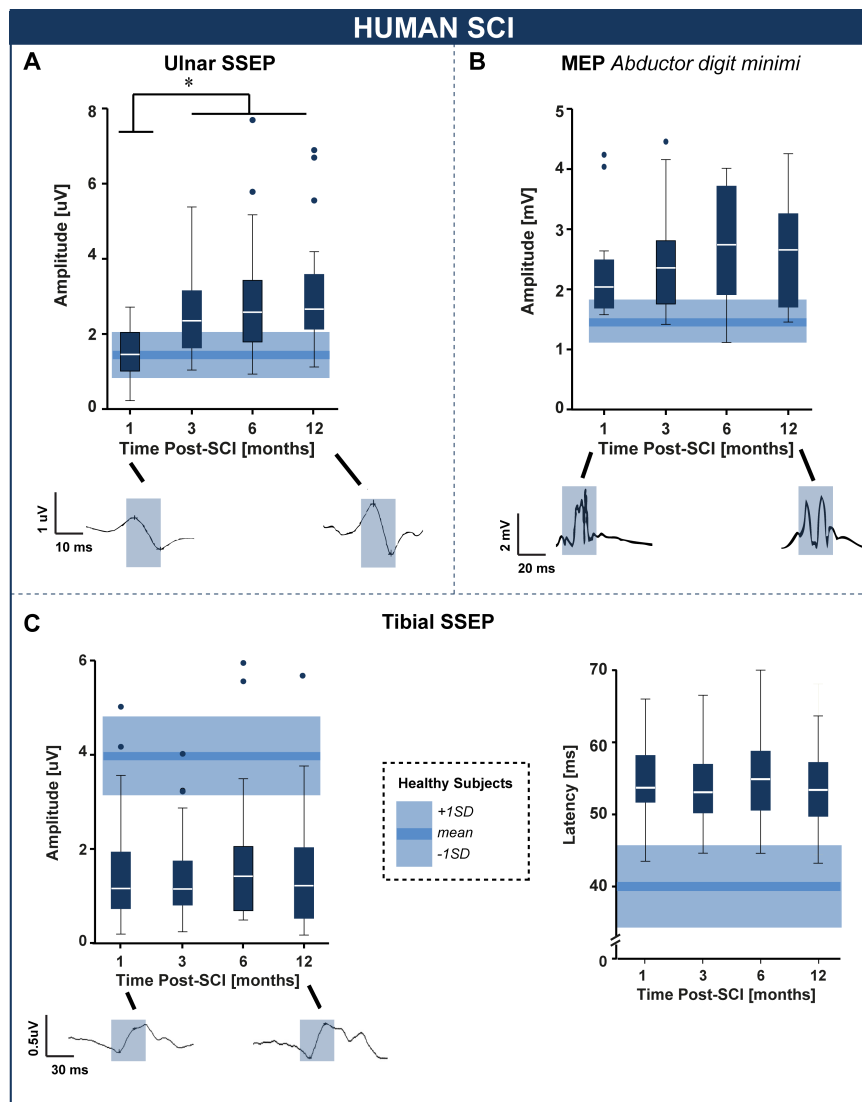 HUMAN SCI
A
Ulnar SSEP
*
8
6
4
2
0
Amplitude [uV]
1 3 6 12
Time Post-SCI [months]
1 uV
10 ms
B
MEP Abductor digit minimi
5
4
3
2
1
0
Amplitude [mV]
1 3 6 12
Time Post-SCI [months]
2 mV
20 ms
C
Tibial SSEP
6
4
2
0
Amplitude [uV]
1 3 6 12
Time Post-SCI [months]
0.5uV
30 ms
Healthy Subjects
+1SD
mean
-1SD
70
60
50
40
0
Latency [ms]
1 3 6 12
Time Post-SCI [months]